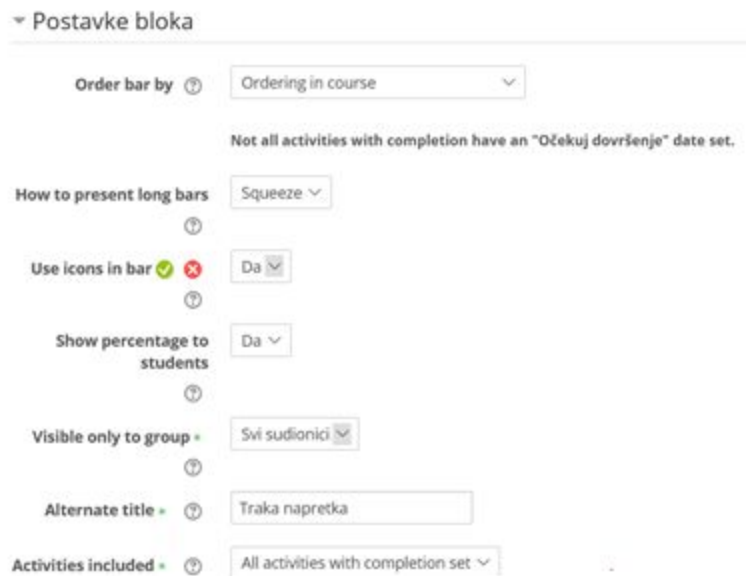 Postavke bloka
Order bar by Ordering in course
Not all activities with completion have an "Očekuj dovršenje" date set.
How to present long bars Squeeze
Use icons in bar Da
Show percentage to Da
students
Visible only to group Svi sudionici
Alternate title Traka napretka
Activities included All activities with completion set